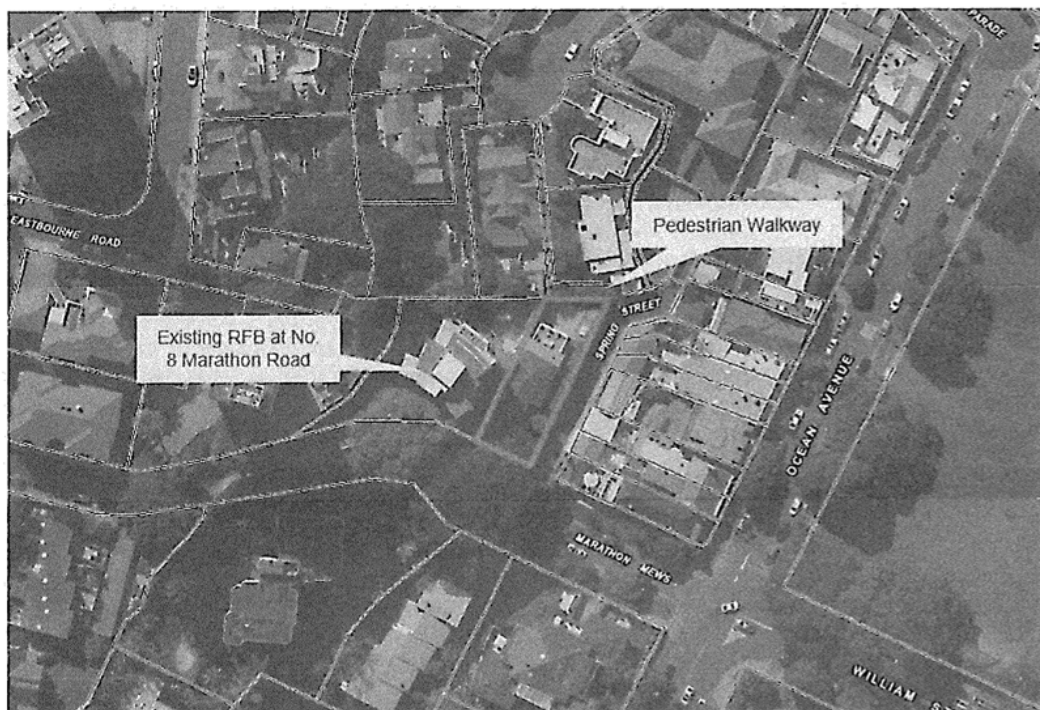 PARADE
Pedestrian Walkway
EASTBOURNE ROAD
SPRING STREET
Existing RFB at No
8 Marathon Road
OCEAN AVENUE
MARATHON MEWS
WILLIAM S